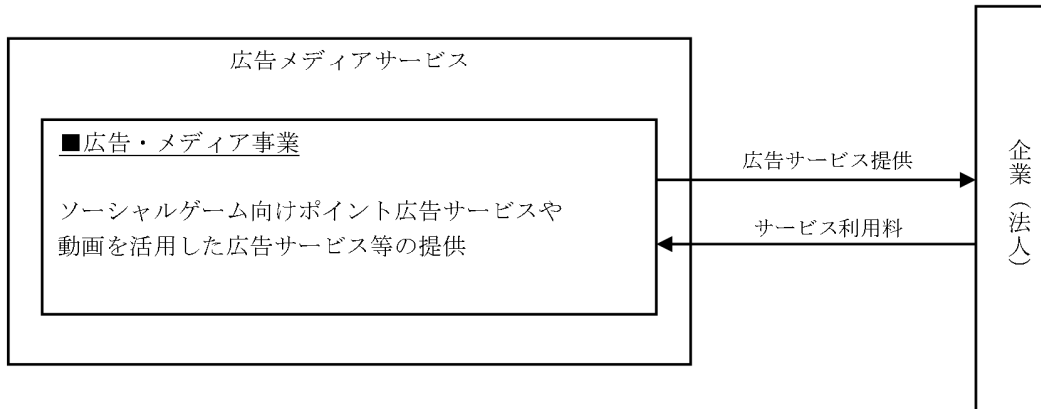 広告メディアサービス
■広告・メディア事業
ソーシャルゲーム向けポイント広告サービスや
動画を活用した広告サービス等の提供
広告サービス提供
サービス利用料
企業（法人）